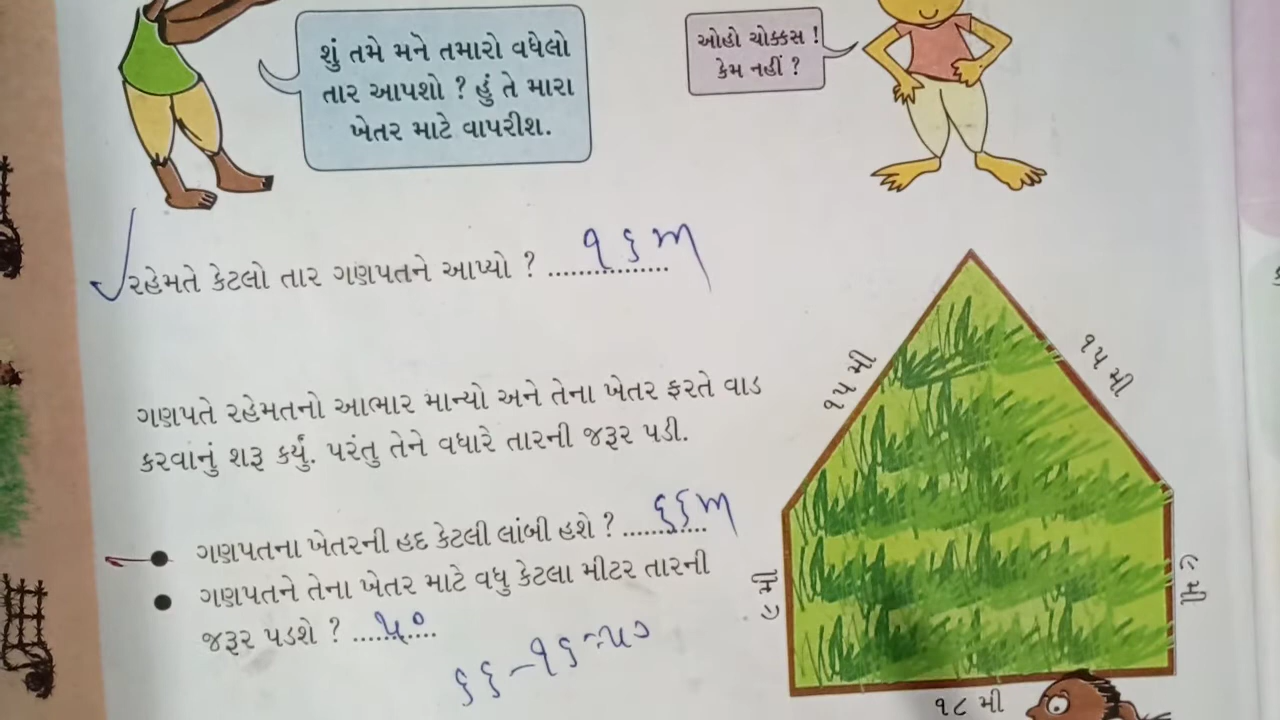 શું તમે મને તમારો વધેલો
તાર આપશો ? હું તે મારા
ખેતર માટે વાપરીશ.
ઓહો ચોક્કસ !
કેમ નહીં ?
રહેમતે કેટલો તાર ગણપતને આપ્યો ? ................ ૧૬ મી
ગણપતે રહેમતનો આભાર માન્યો અને તેના ખેતર ફરતે વાડ
કરવાનું શરૂ કર્યું. પરંતુ તેને વધારે તારની જરૂર પડી.
ગણપતના ખેતરની હદ કેટલી લાંબી હશે ? ........... ૬૬ મી
ગણપતને તેના ખેતર માટે વધુ કેટલા મીટર તારની
જરૂર પડશે ? ...૫૦....
૬૬ – ૧૬ = ૫૦
૧૫ મી
૧૫ મી
૯ મી
૯ મી
૧૮ મી